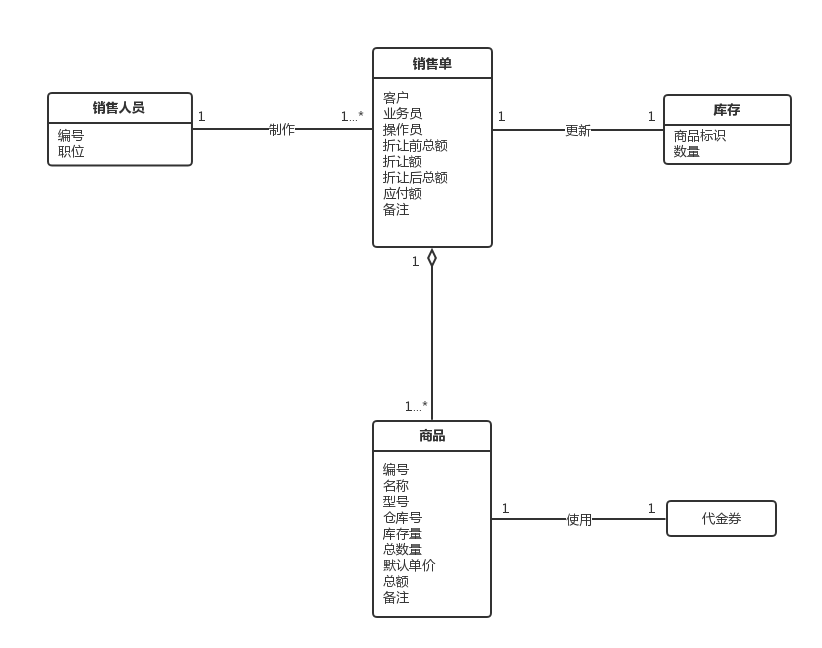 销售人员
编号
职位
1
制作
1...*
销售单
客户
业务员
操作员
折让前总额
折让额
折让后总额
应付额
备注
1
更新
1
库存
商品标识
数量
1
1...*
商品
编号
名称
型号
仓库号
库存量
总数量
默认单价
总额
备注
1
使用
1
代金券